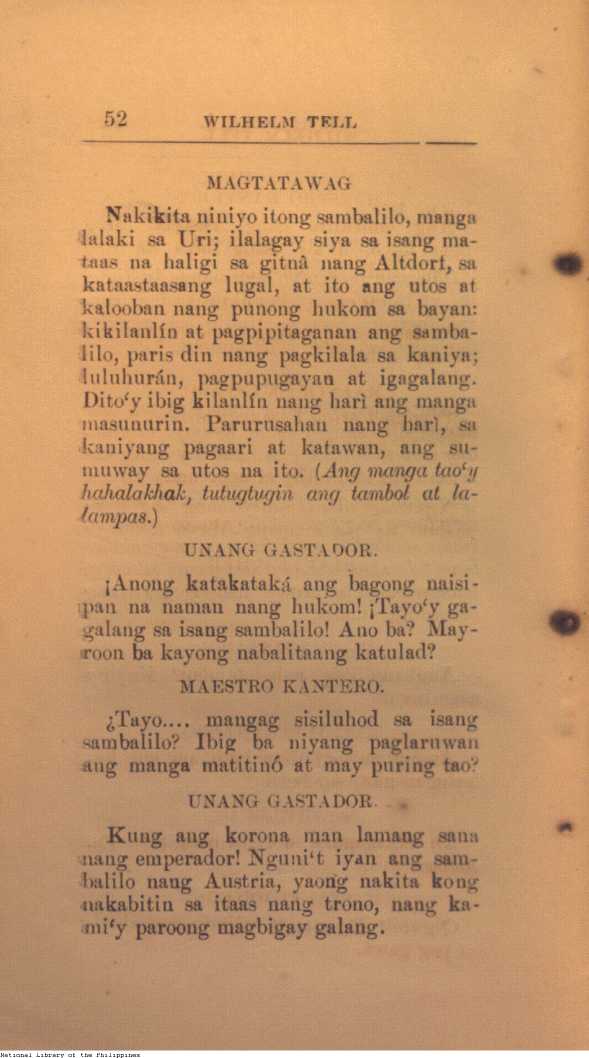 52 WILHELM TELL
MAGTATAWAG
Nakikita niniyo itong sambalilo, manga
lalaki sa Uri; ilalagay siya sa isang ma-
taas na haligi sa gitnâ nang Altdorf, sa
kataastaasang lugal, at ito ang utos at
kalooban nang punong hukom sa bayan:
kikilanlín at pagpipitaganan ang samba-
lilo, paris din nang pagkilala sa kaniya;
luluhurán, pagpupugayan at igagalang.
Dito‘y ibig kilanlín nang harì ang manga
masunurin. Parurusahan nang harì, sa
kaniyang pagaari at katawan, ang su-
muway sa utos na ito. (Ang manga tao‘y
hahalakhak, tutugtugin ang tambol at la-
lampas.)
UNANG GASTADOR.
¡Anong katakataká ang bagong naisi-
pan na naman nang hukom! ¡Tayo‘y ga-
galang sa isang sambalilo! Ano ba? May-
roon ba kayong nabalitaang katulad?
MAESTRO KANTERO.
¿Tayo.... mangag sisiluhod sa isang
sambalilo? Ibig ba niyang paglaruwan
ang manga matitinó at may puring tao?
UNANG GASTADOR.
Kung ang korona man lamang sana
nang emperador! Nguni‘t iyan ang sam-
balilo nang Austria, yaong nakita kong
nakabitin sa itaas nang trono, nang ka-
mi‘y paroong magbigay galang.
National Library of the Philippines